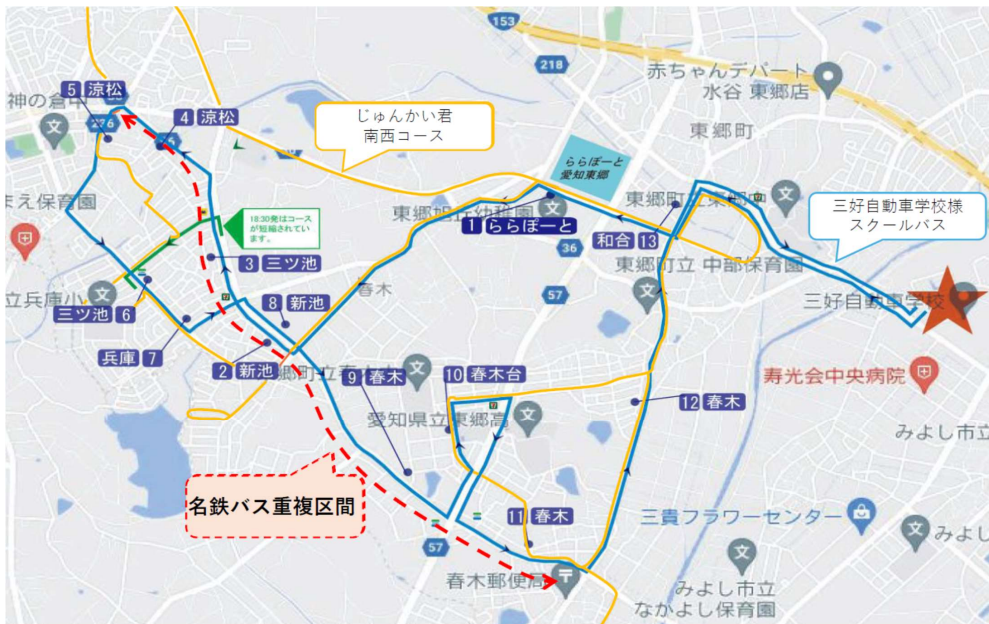 153
218
赤ちゃんデパート
水谷 東郷店
東郷町
5 涼松
神の倉中
4 涼松
じゅんかい君
南西コース
ららぽーと
愛知東郷
三好自動車学校様
スクールバス
18:30発はコース
が短縮されてい
ます。
1 ららぽーと
36
和合 13
東郷町立 中部保育園
まえ保育園
3 三ツ池
57
三好自動車学校
立兵庫小
三ツ池 6
8 新池
春木
兵庫 7
2 新池
9 春木
10 春木台
寿光会中央病院
12 春木
愛知県立東郷高
みよし市立
名鉄バス重複区間
11 春木
三貴フラワーセンター
みよし
57
春木郵便局
みよし市立
なかよし保育園